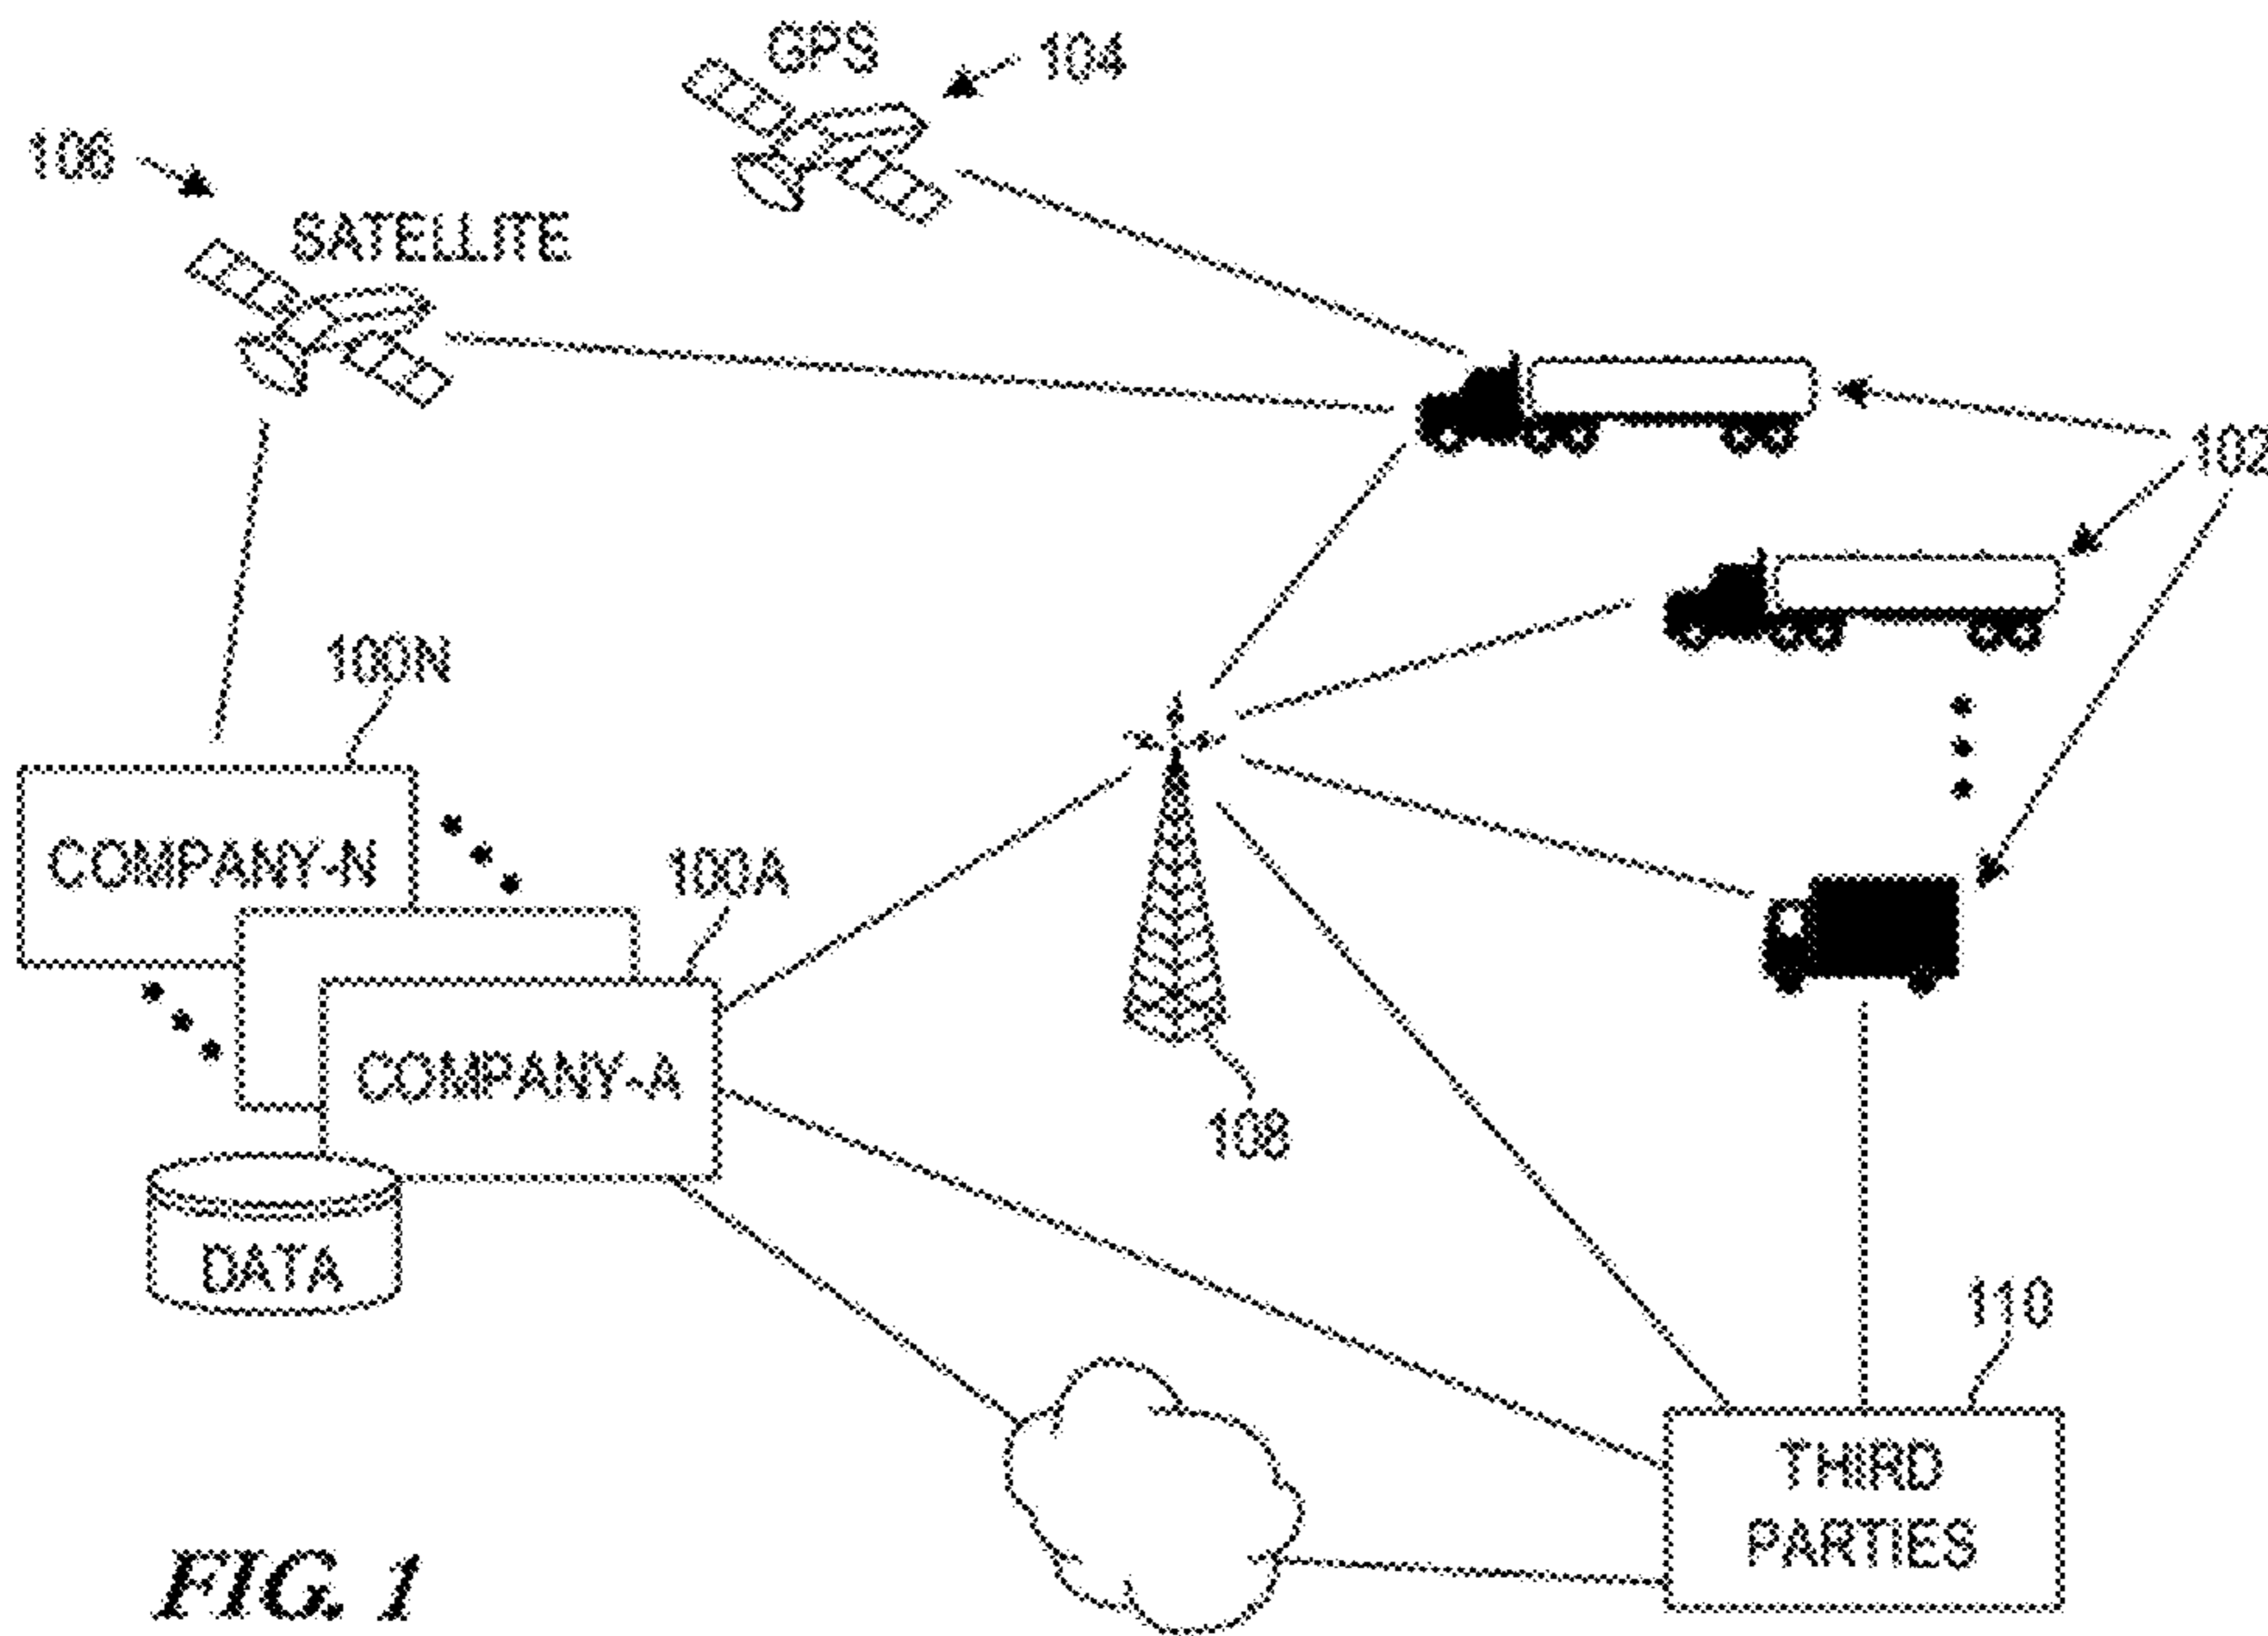 GPS
104
106
SATELLITE
102
100N
COMPANY-N
100A
COMPANY-A
108
DATA
110
THIRD
PARTIES
FIG. 1